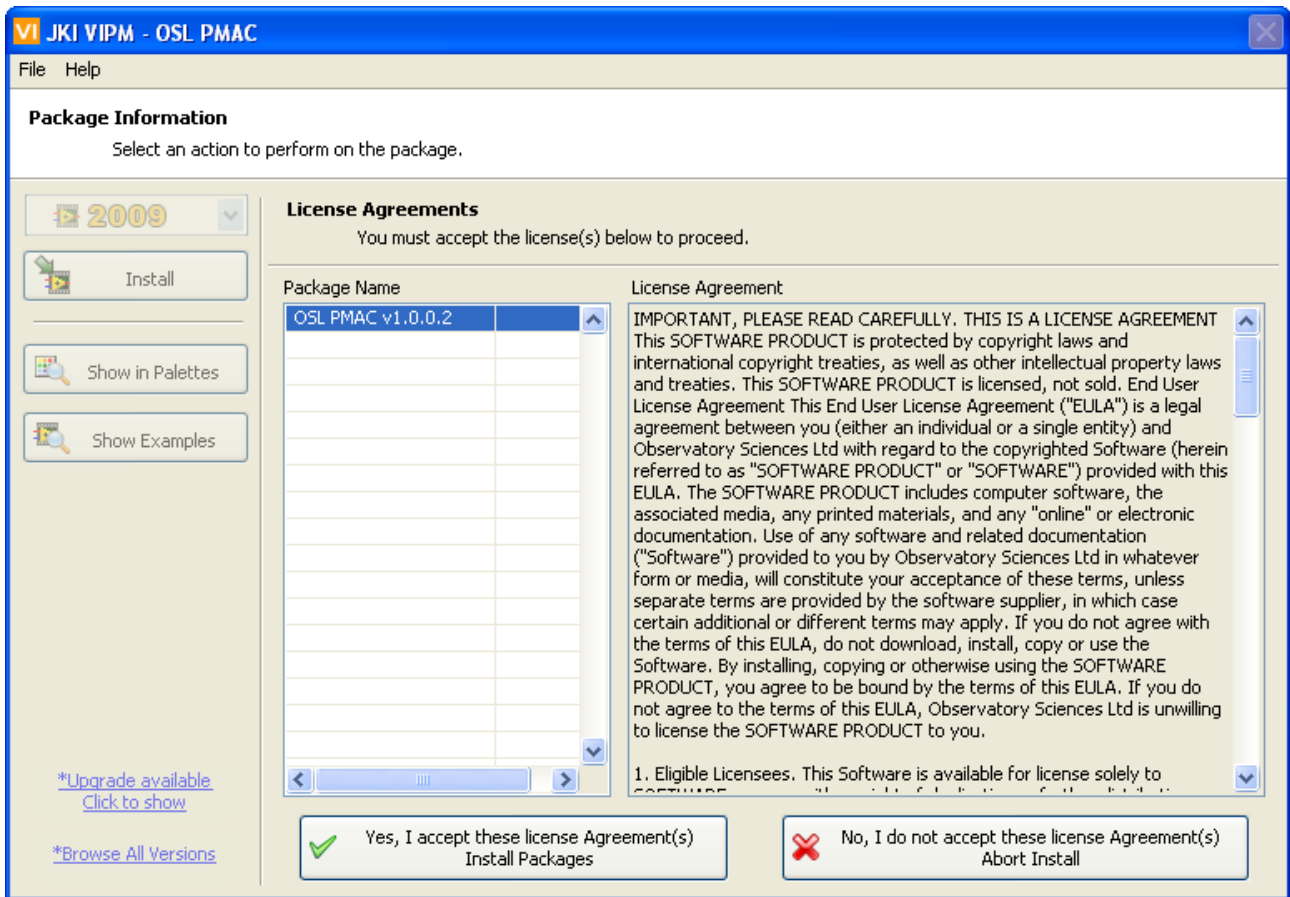 VI JKI VIPM - OSL PMAC
File Help
Package Information
Select an action to perform on the package.
2009
Install
Show in Palettes
Show Examples
*Upgrade available
Click to show
*Browse All Versions
License Agreements
You must accept the license(s) below to proceed.
Package Name
OSL PMAC v1.0.0.2
License Agreement
IMPORTANT, PLEASE READ CAREFULLY. THIS IS A LICENSE AGREEMENT
This SOFTWARE PRODUCT is protected by copyright laws and
international copyright treaties, as well as other intellectual property laws
and treaties. This SOFTWARE PRODUCT is licensed, not sold. End User
License Agreement This End User License Agreement ("EULA") is a legal
agreement between you (either an individual or a single entity) and
Observatory Sciences Ltd with regard to the copyrighted Software (herein
referred to as "SOFTWARE PRODUCT" or "SOFTWARE") provided with this
EULA. The SOFTWARE PRODUCT includes computer software, the
associated media, any printed materials, and any "online" or electronic
documentation. Use of any software and related documentation
("Software") provided to you by Observatory Sciences Ltd in whatever
form or media, will constitute your acceptance of these terms, unless
separate terms are provided by the software supplier, in which case
certain additional or different terms may apply. If you do not agree with
the terms of this EULA, do not download, install, copy or use the
Software. By installing, copying or otherwise using the SOFTWARE
PRODUCT, you agree to be bound by the terms of this EULA. If you do
not agree to the terms of this EULA, Observatory Sciences Ltd is unwilling
to license the SOFTWARE PRODUCT to you.
1. Eligible Licensees. This Software is available for license solely to
Yes, I accept these license Agreement(s)
Install Packages
No, I do not accept these license Agreement(s)
Abort Install